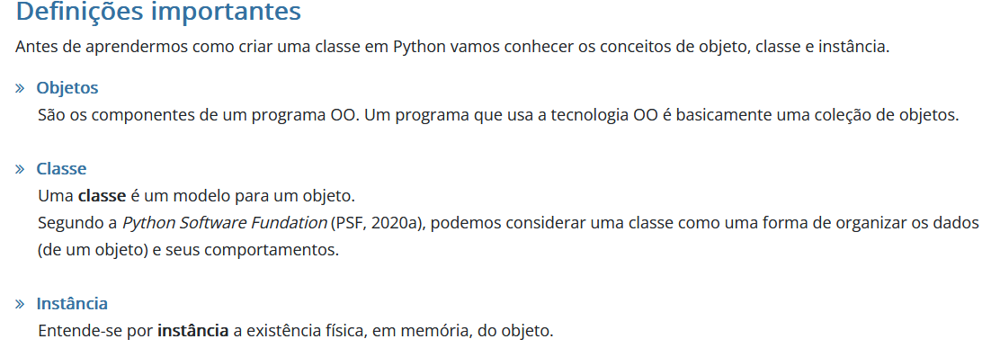 Definições importantes
Antes de aprendermos como criar uma classe em Python vamos conhecer os conceitos de objeto, classe e instância.
» Objetos
São os componentes de um programa OO. Um programa que usa a tecnologia OO é basicamente uma coleção de objetos.
» Classe
Uma classe é um modelo para um objeto.
Segundo a Python Software Fundation (PSF, 2020a), podemos considerar uma classe como uma forma de organizar os dados
(de um objeto) e seus comportamentos.
» Instância
Entende-se por instância a existência física, em memória, do objeto.